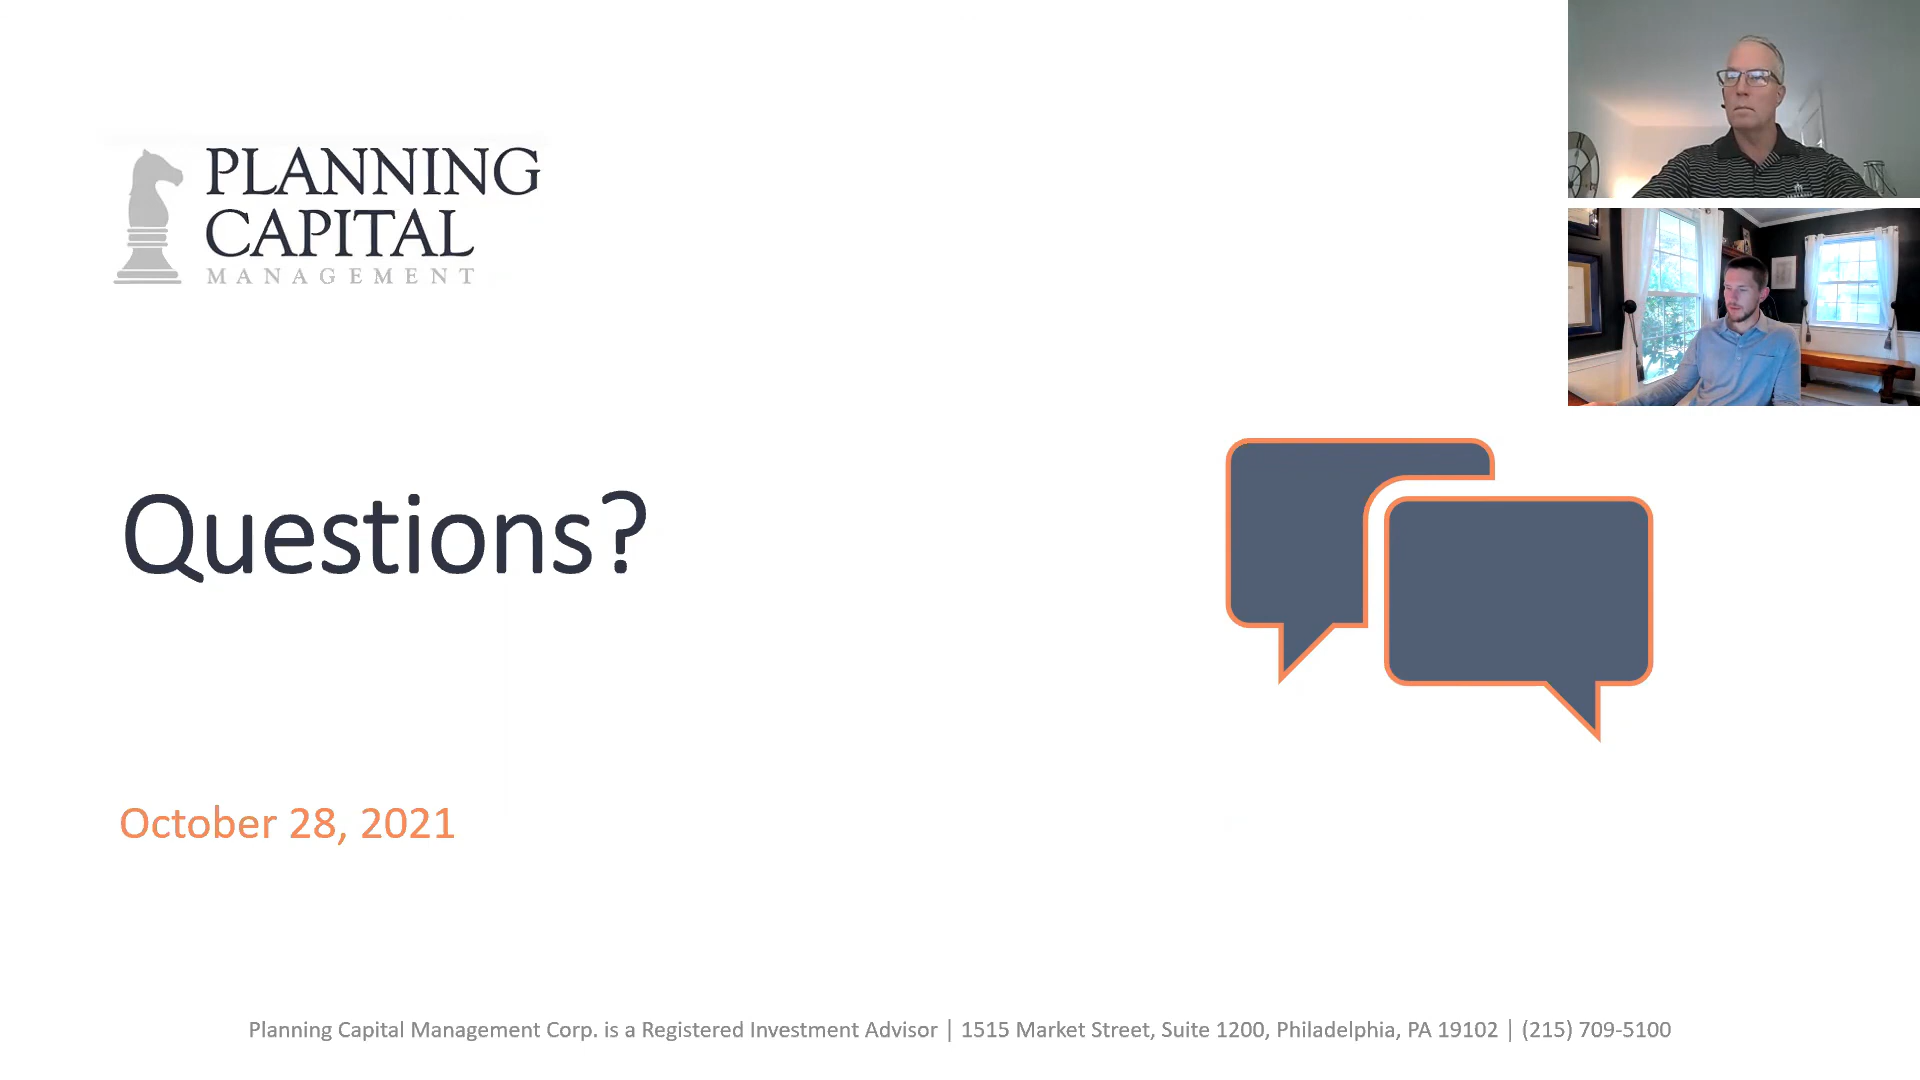 PLANNING
CAPITAL
MANAGEMENT
Questions?
October 28, 2021
Planning Capital Management Corp. is a Registered Investment Advisor | 1515 Market Street, Suite 1200, Philadelphia, PA 19102 | (215) 709-5100